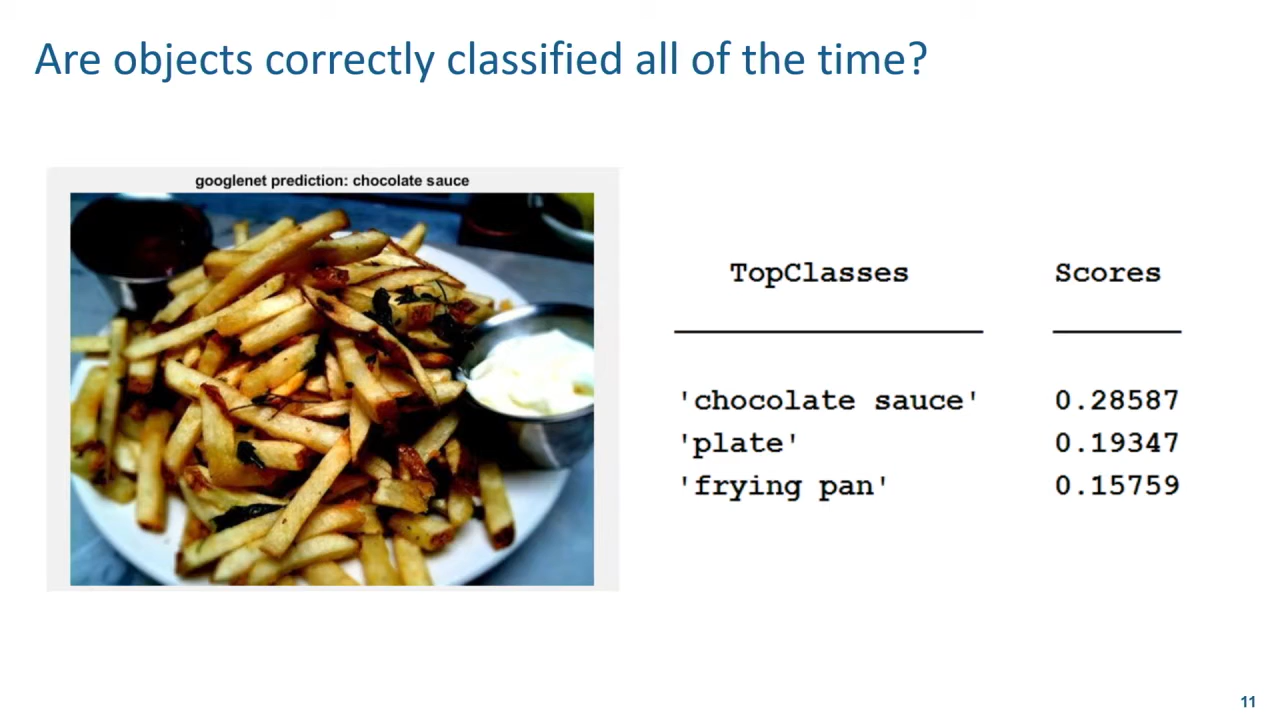 Are objects correctly classified all of the time?
googlenet prediction: chocolate sauce
TopClasses Scores
'chocolate sauce' 0.28587
'plate' 0.19347
'frying pan' 0.15759
11